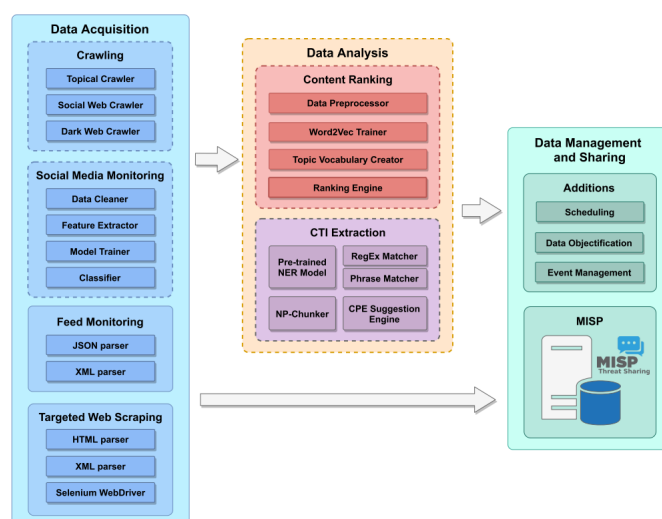 Data Acquisition
Crawling
Topical Crawler
Social Web Crawler
Dark Web Crawler
Social Media Monitoring
Data Cleaner
Feature Extractor
Model Trainer
Classifier
Feed Monitoring
JSON parser
XML parser
Targeted Web Scraping
HTML parser
XML parser
Selenium WebDriver
Data Analysis
Content Ranking
Data Preprocessor
Word2Vec Trainer
Topic Vocabulary Creator
Ranking Engine
CTI Extraction
Pre-trained
NER Model
RegEx Matcher
Phrase Matcher
NP-Chunker
CPE Suggestion
Engine
Data Management
and Sharing
Additions
Scheduling
Data Objectification
Event Management
MISP
MISP
Threat Sharing